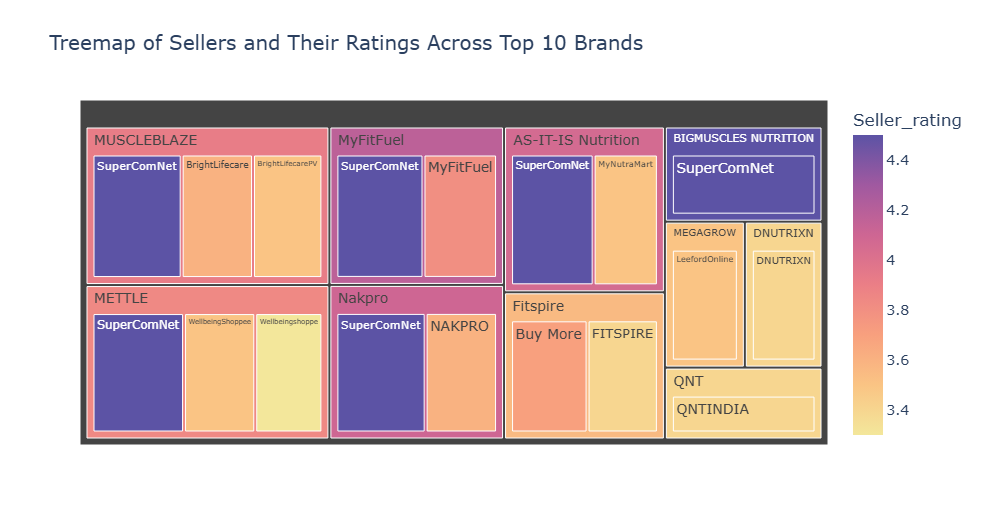 Treemap of Sellers and Their Ratings Across Top 10 Brands
MUSCLEBLAZE
SuperComNet
BrightLifecare
BrightLifecarePV
MyFitFuel
SuperComNet
MyFitFuel
AS-IT-IS Nutrition
SuperComNet
MyNutraMart
BIGMUSCLES NUTRITION
SuperComNet
METTLE
SuperComNet
WellbeingShoppee
Wellbeingshoppe
Nakpro
SuperComNet
NAKPRO
Fitspire
Buy More
FITSPIRE
MEGAGROW
LeefordOnline
DNUTRIXN
DNUTRIXN
QNT
QNTINDIA
Seller_rating
4.4
4.2
4
3.8
3.6
3.4